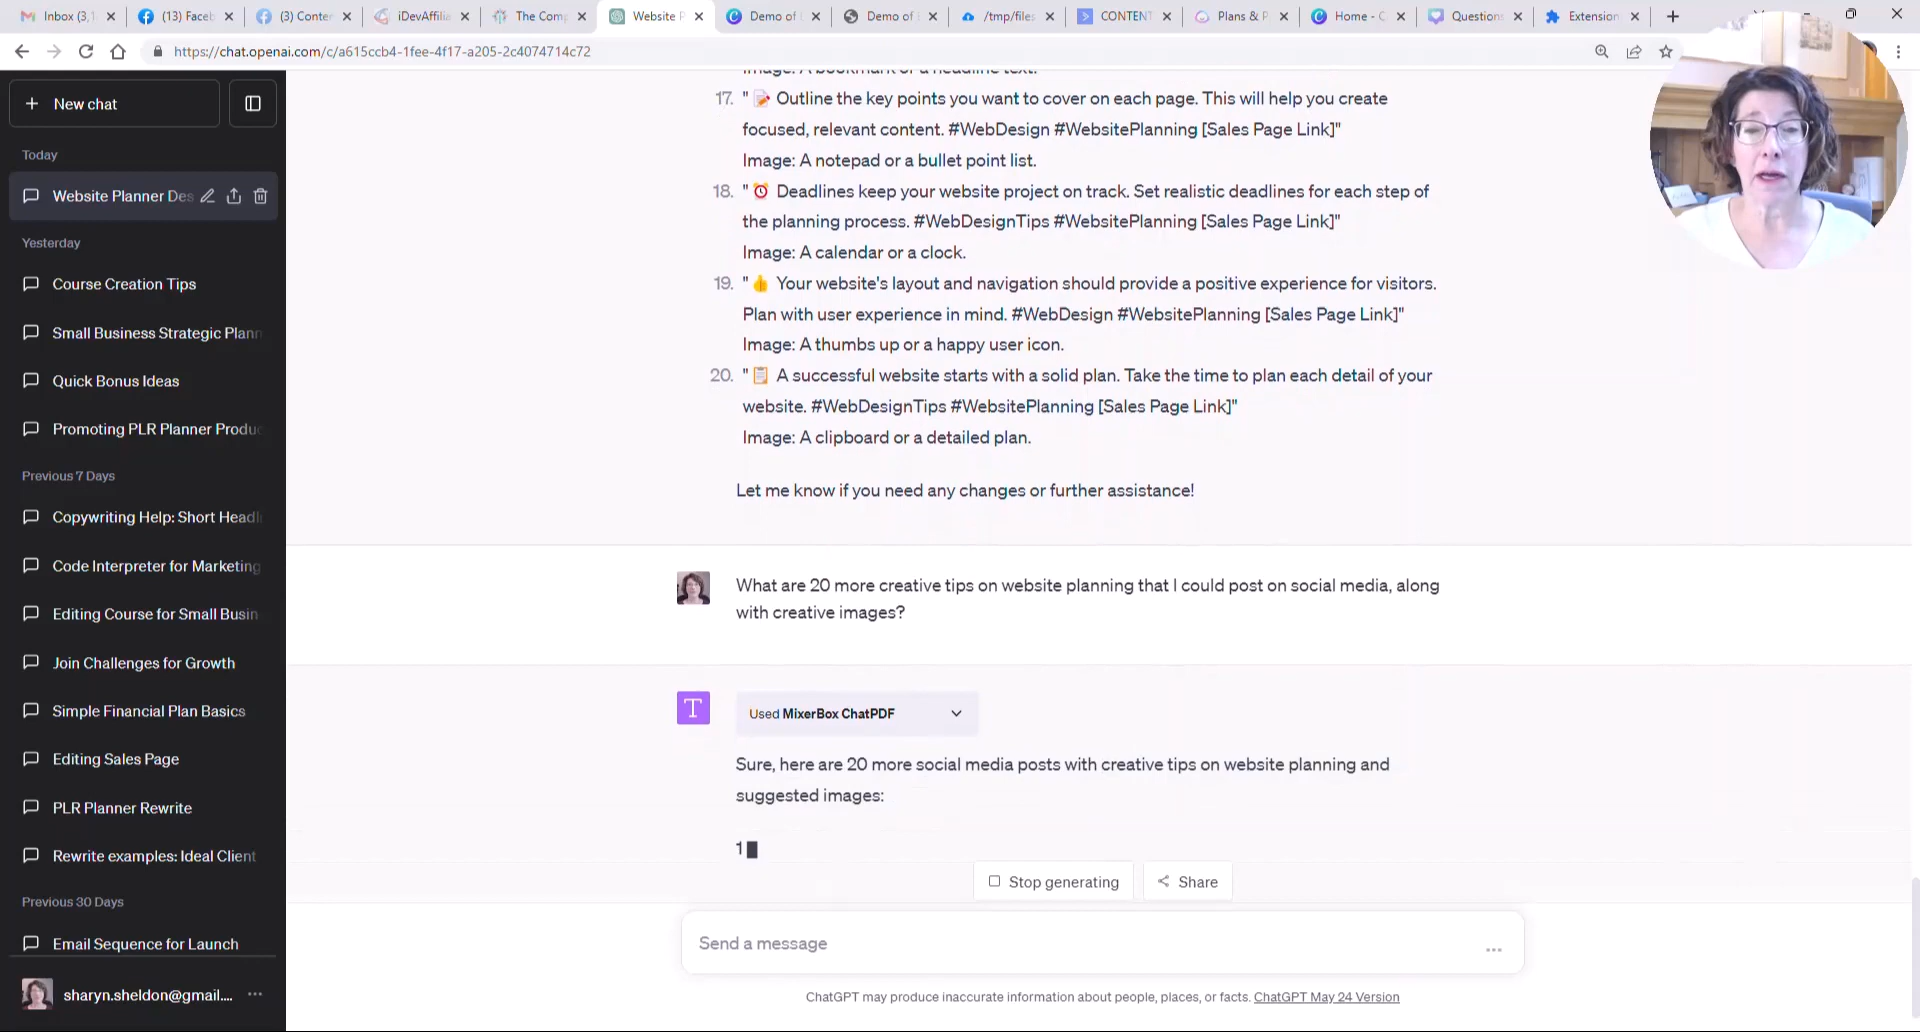 Inbox (3,1
(13) Faceb
(3) Conter
iDevAffilia
The Comp
Website P
Demo of
Demo of
/tmp/files
CONTENT
Plans & P
Home - C
Questions
Extension
https://chat.openai.com/c/a615ccb4-1fee-4f17-a205-2c4074714c72
New chat
Today
Website Planner Des
Yesterday
Course Creation Tips
Small Business Strategic Plann
Quick Bonus Ideas
Promoting PLR Planner Produc
Previous 7 Days
Copywriting Help: Short Headl
Code Interpreter for Marketing
Editing Course for Small Busin
Join Challenges for Growth
Simple Financial Plan Basics
Editing Sales Page
PLR Planner Rewrite
Rewrite examples: Ideal Client
Previous 30 Days
Email Sequence for Launch
sharyn.sheldon@gmail....
Image: A bookmark or a headline text.
17. " 📝 Outline the key points you want to cover on each page. This will help you create
focused, relevant content. #WebDesign #WebsitePlanning [Sales Page Link]"
Image: A notepad or a bullet point list.
18. " ⏰ Deadlines keep your website project on track. Set realistic deadlines for each step of
the planning process. #WebDesignTips #WebsitePlanning [Sales Page Link]"
Image: A calendar or a clock.
19. " 👍 Your website's layout and navigation should provide a positive experience for visitors.
Plan with user experience in mind. #WebDesign #WebsitePlanning [Sales Page Link]"
Image: A thumbs up or a happy user icon.
20. " 📋 A successful website starts with a solid plan. Take the time to plan each detail of your
website. #WebDesignTips #WebsitePlanning [Sales Page Link]"
Image: A clipboard or a detailed plan.
Let me know if you need any changes or further assistance!
What are 20 more creative tips on website planning that I could post on social media, along
with creative images?
T
Used MixerBox ChatPDF
Sure, here are 20 more social media posts with creative tips on website planning and
suggested images:
1
Stop generating
Share
Send a message
ChatGPT may produce inaccurate information about people, places, or facts. ChatGPT May 24 Version